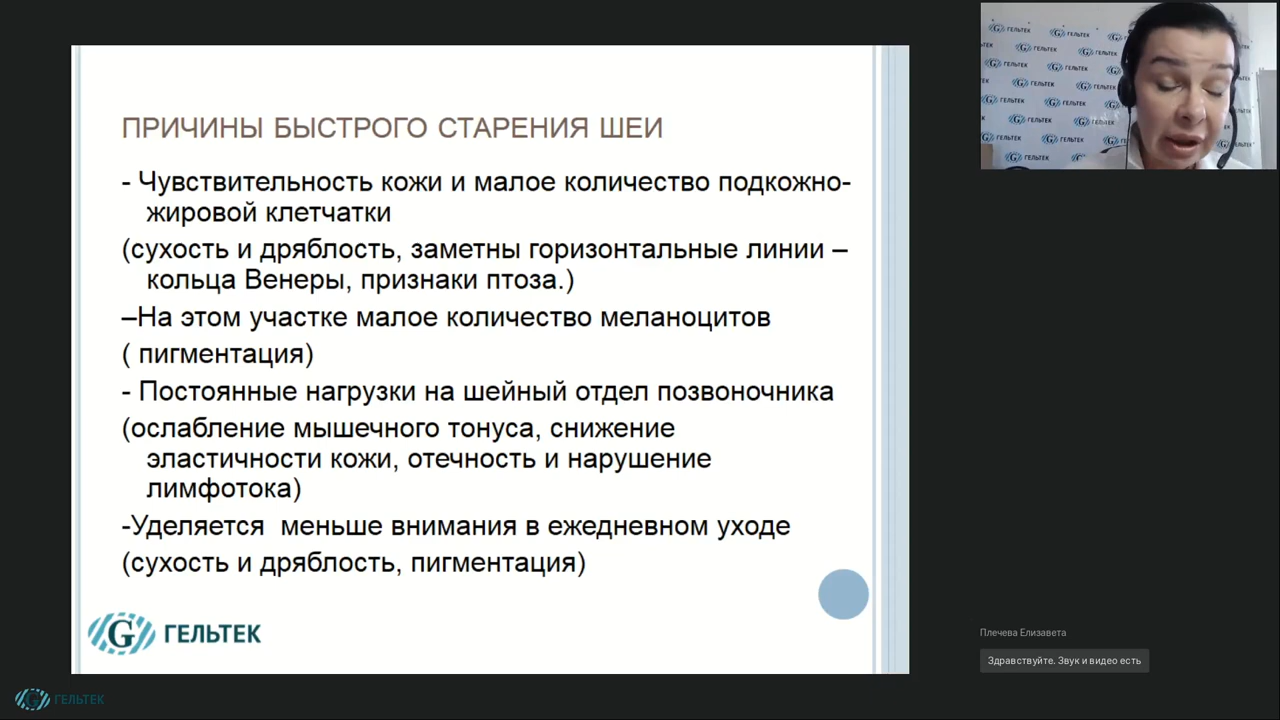 ПРИЧИНЫ БЫСТРОГО СТАРЕНИЯ ШЕИ
- Чувствительность кожи и малое количество подкожно-
жировой клетчатки
(сухость и дряблость, заметны горизонтальные линии –
кольца Венеры, признаки птоза.)
–На этом участке малое количество меланоцитов
( пигментация)
- Постоянные нагрузки на шейный отдел позвоночника
(ослабление мышечного тонуса, снижение
эластичности кожи, отечность и нарушение
лимфотока)
-Уделяется  меньше внимания в ежедневном уходе
(сухость и дряблость, пигментация)
G ГЕЛЬТЕК
G ГЕЛЬТЕК
ГЕЛЬТЕК
Плечева Елизавета
Здравствуйте. Звук и видео есть